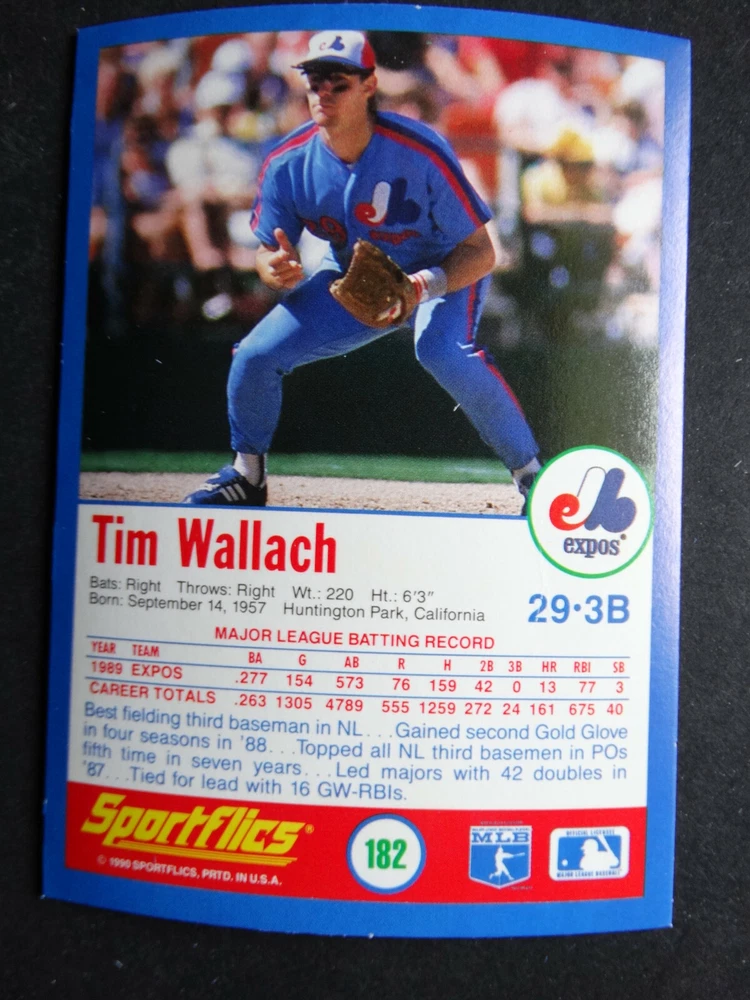 expos
Tim Wallach
Bats: Right Throws: Right Wt.: 220 Ht.: 6'3"
Born: September 14, 1957 Huntington Park, California
29•3B
MAJOR LEAGUE BATTING RECORD
YEAR TEAM BA G AB R H 2B 3B HR RBI SB
1989 EXPOS .277 154 573 76 159 42 0 13 77 3
CAREER TOTALS .263 1305 4789 555 1259 272 24 161 675 40
Best fielding third baseman in NL...Gained second Gold Glove
in four seasons in '88...Topped all NL third basemen in POs
fifth time in seven years...Led majors with 42 doubles in
'87...Tied for lead with 16 GW-RBIs.
Sportflics®
© 1990 SPORTFLICS, PRTD. IN U.S.A.
182
MLB
OFFICIAL LICENSEE
MAJOR LEAGUE BASEBALL